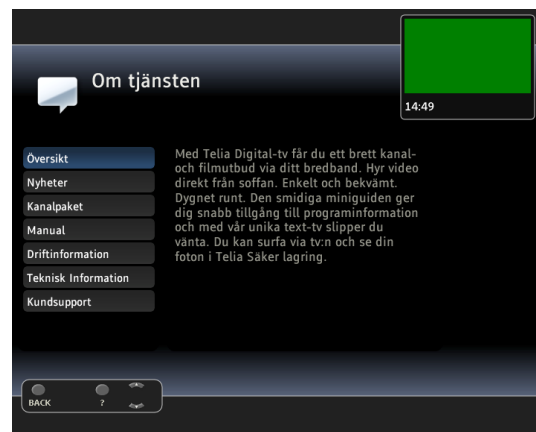 Om tjänsten
14:49
Översikt
Nyheter
Kanalpaket
Manual
Driftinformation
Teknisk Information
Kundsupport
Med Telia Digital-tv får du ett brett kanal-
och filmutbud via ditt bredband. Hyr video
direkt från soffan. Enkelt och bekvämt.
Dygnet runt. Den smidiga miniguiden ger
dig snabb tillgång till programinformation
och med vår unika text-tv slipper du
vänta. Du kan surfa via tv:n och se din
foton i Telia Säker lagring.
BACK ?